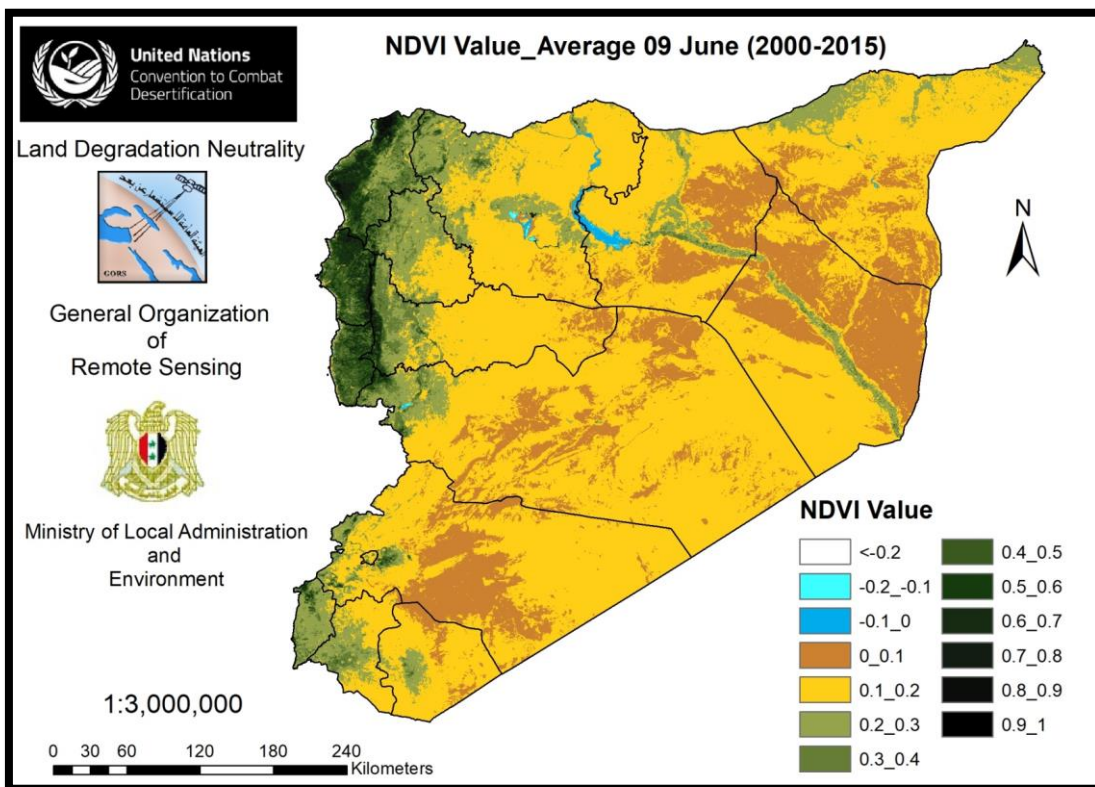 United Nations
Convention to Combat
Desertification
NDVI Value_Average 09 June (2000-2015)
Land Degradation Neutrality
GORS
General Organization
of
Remote Sensing
Ministry of Local Administration
and
Environment
1:3,000,000
0 30 60 120 180 240
Kilometers
N
NDVI Value
<-0.2
-0.2_-0.1
-0.1_0
0_0.1
0.1_0.2
0.2_0.3
0.3_0.4
0.4_0.5
0.5_0.6
0.6_0.7
0.7_0.8
0.8_0.9
0.9_1